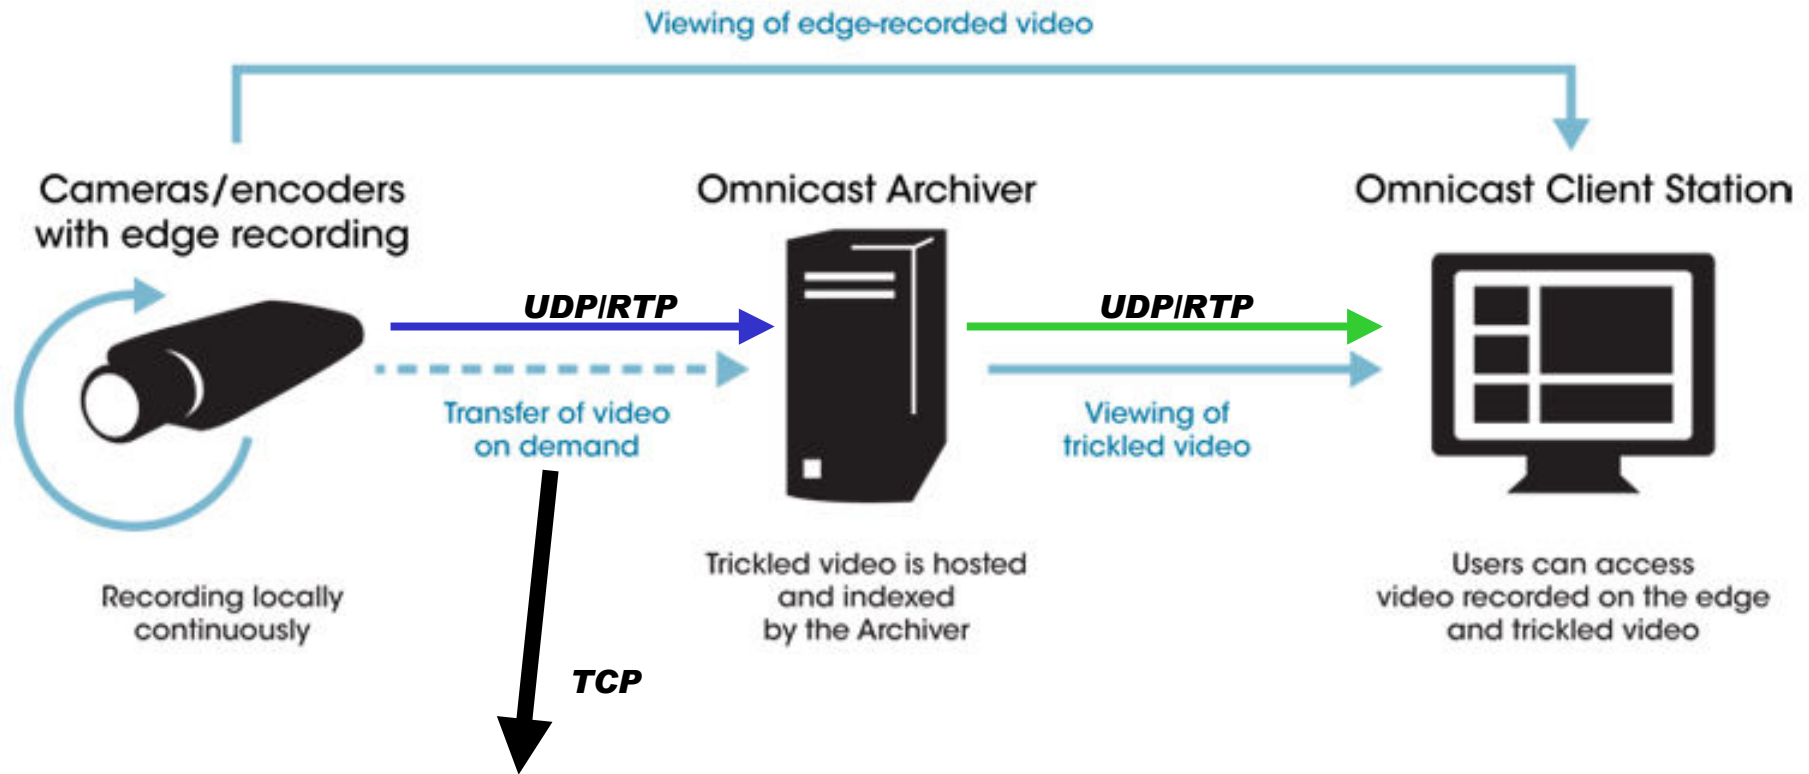 Viewing of edge-recorded video
Cameras/encoders
with edge recording
Omnicast Archiver
Omnicast Client Station
UDP/RTP
UDP/RTP
Transfer of video
on demand
Viewing of
trickled video
Recording locally
continuously
Trickled video is hosted
and indexed
by the Archiver
Users can access
video recorded on the edge
and trickled video
TCP